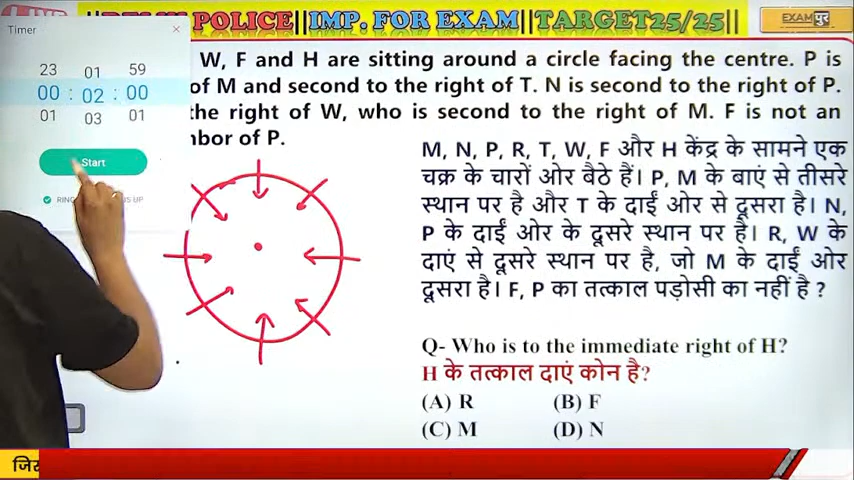 POLICE||IMP. FOR EXAM||TARGET25/25||
EXAM पुर
Timer
23 01 59
00 : 02 : 00
01 03 01
Start
W, F and H are sitting around a circle facing the centre. P is
of M and second to the right of T. N is second to the right of P.
the right of W, who is second to the right of M. F is not an
of P.
M, N, P, R, T, W, F और H केंद्र के सामने एक
चक्र के चारों ओर बैठे हैं। P, M के बाएं से तीसरे
स्थान पर है और T के दाईं ओर से दूसरा है। N,
P के दाईं ओर के दूसरे स्थान पर है। R, W के
दाएं से दूसरे स्थान पर है, जो M के दाईं ओर
दूसरा है। F, P का तत्काल पड़ोसी का नहीं है ?
Q- Who is to the immediate right of H?
H के तत्काल दाएं कोन है?
(A) R (B) F
(C) M (D) N